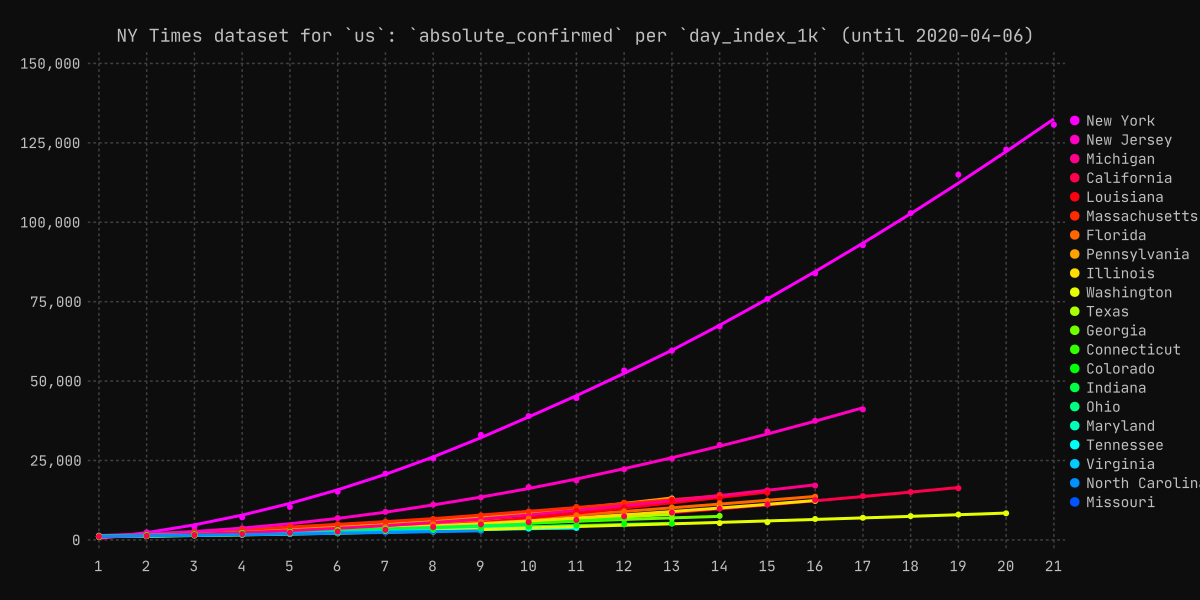 NY Times dataset for `us`: `absolute_confirmed` per `day_index_1k` (until 2020-04-06)
150,000
125,000
100,000
75,000
50,000
25,000
0
1 2 3 4 5 6 7 8 9 10 11 12 13 14 15 16 17 18 19 20 21
New York
New Jersey
Michigan
California
Louisiana
Massachusetts
Florida
Pennsylvania
Illinois
Washington
Texas
Georgia
Connecticut
Colorado
Indiana
Ohio
Maryland
Tennessee
Virginia
North Carolina
Missouri